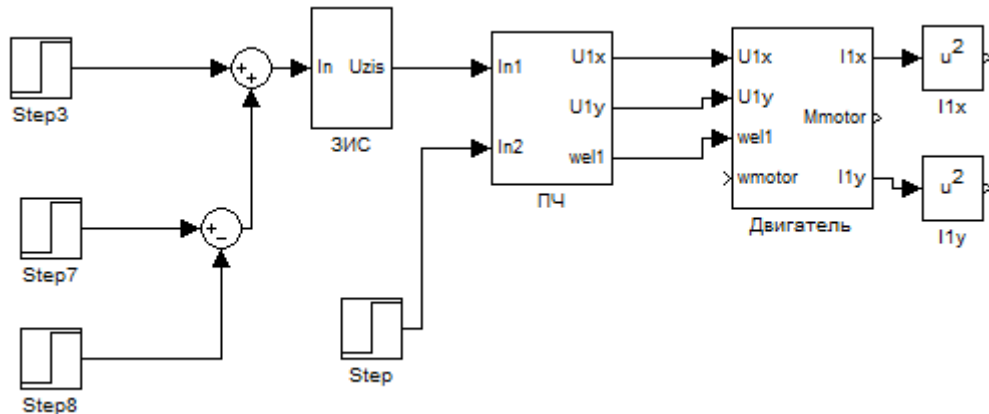 Step3
+
+
In
Uzis
ЗИС
In1
In2
U1x
U1y
wel1
ПЧ
U1x
U1y
wel1
wmotor
I1x
Mmotor
I1y
Двигатель
u²
I1x
u²
I1y
Step7
+
−
Step
Step8